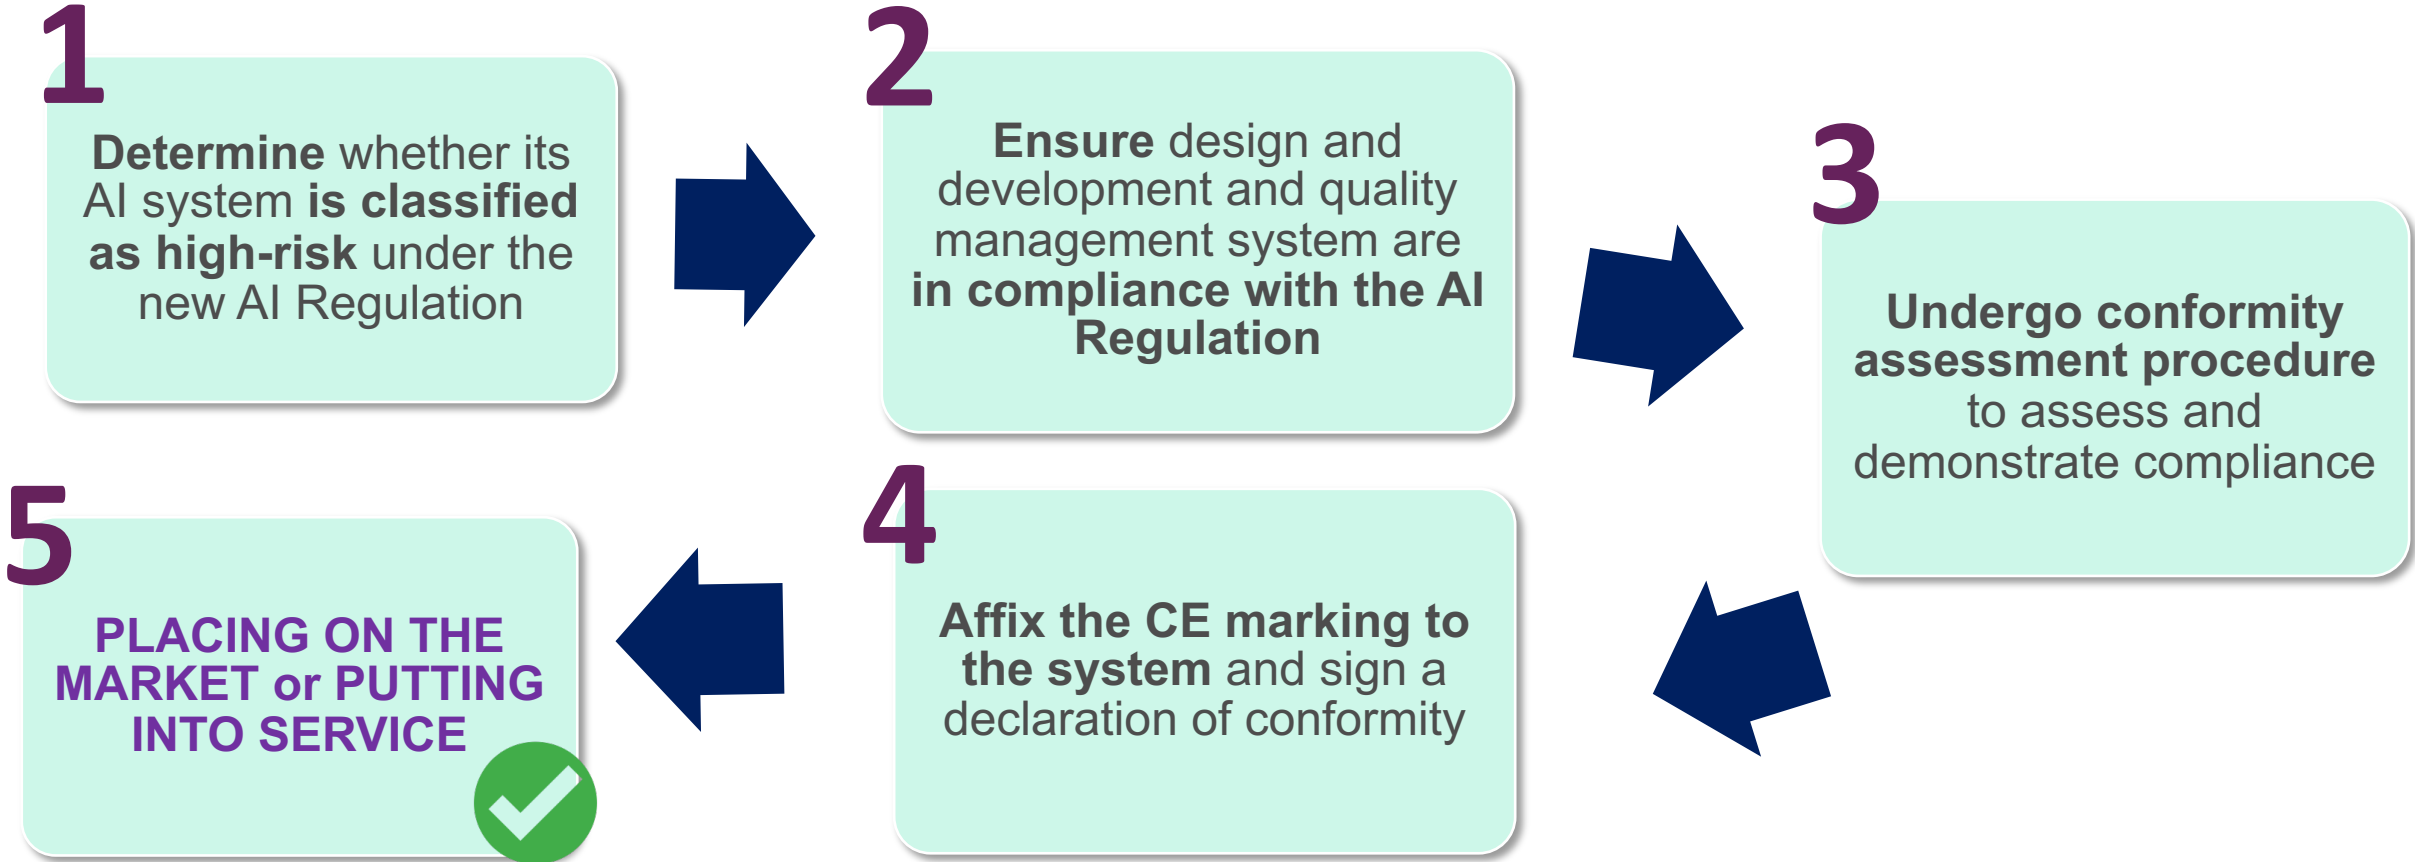 1
Determine whether its
AI system is classified
as high-risk under the
new AI Regulation
2
Ensure design and
development and quality
management system are
in compliance with the AI
Regulation
3
Undergo conformity
assessment procedure
to assess and
demonstrate compliance
4
Affix the CE marking to
the system and sign a
declaration of conformity
5
PLACING ON THE
MARKET or PUTTING
INTO SERVICE